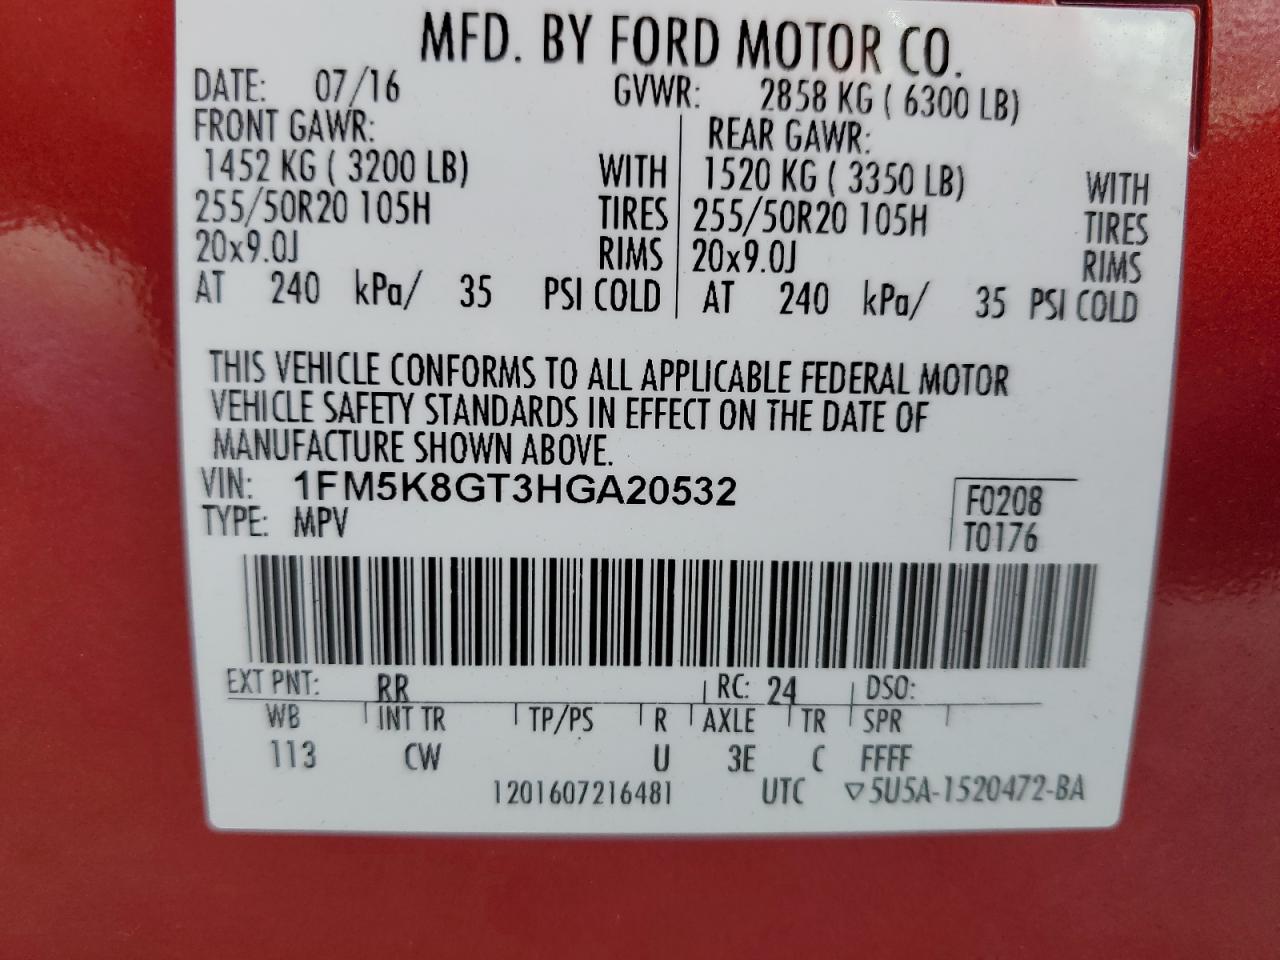 MFD. BY FORD MOTOR CO.
DATE: 07/16 GVWR: 2858 KG ( 6300 LB)
FRONT GAWR: REAR GAWR:
1452 KG ( 3200 LB) WITH 1520 KG ( 3350 LB) WITH
255/50R20 105H TIRES 255/50R20 105H TIRES
20x9.0J RIMS 20x9.0J RIMS
AT 240 kPa/ 35 PSI COLD AT 240 kPa/ 35 PSI COLD
THIS VEHICLE CONFORMS TO ALL APPLICABLE FEDERAL MOTOR
VEHICLE SAFETY STANDARDS IN EFFECT ON THE DATE OF
MANUFACTURE SHOWN ABOVE.
VIN: 1FM5K8GT3HGA20532 F0208
TYPE: MPV T0176
EXT PNT: RR RC: 24 DSO:
WB INT TR TP/PS R AXLE TR SPR
113 CW U 3E C FFFF
1201607216481 UTC ▽5U5A-1520472-BA